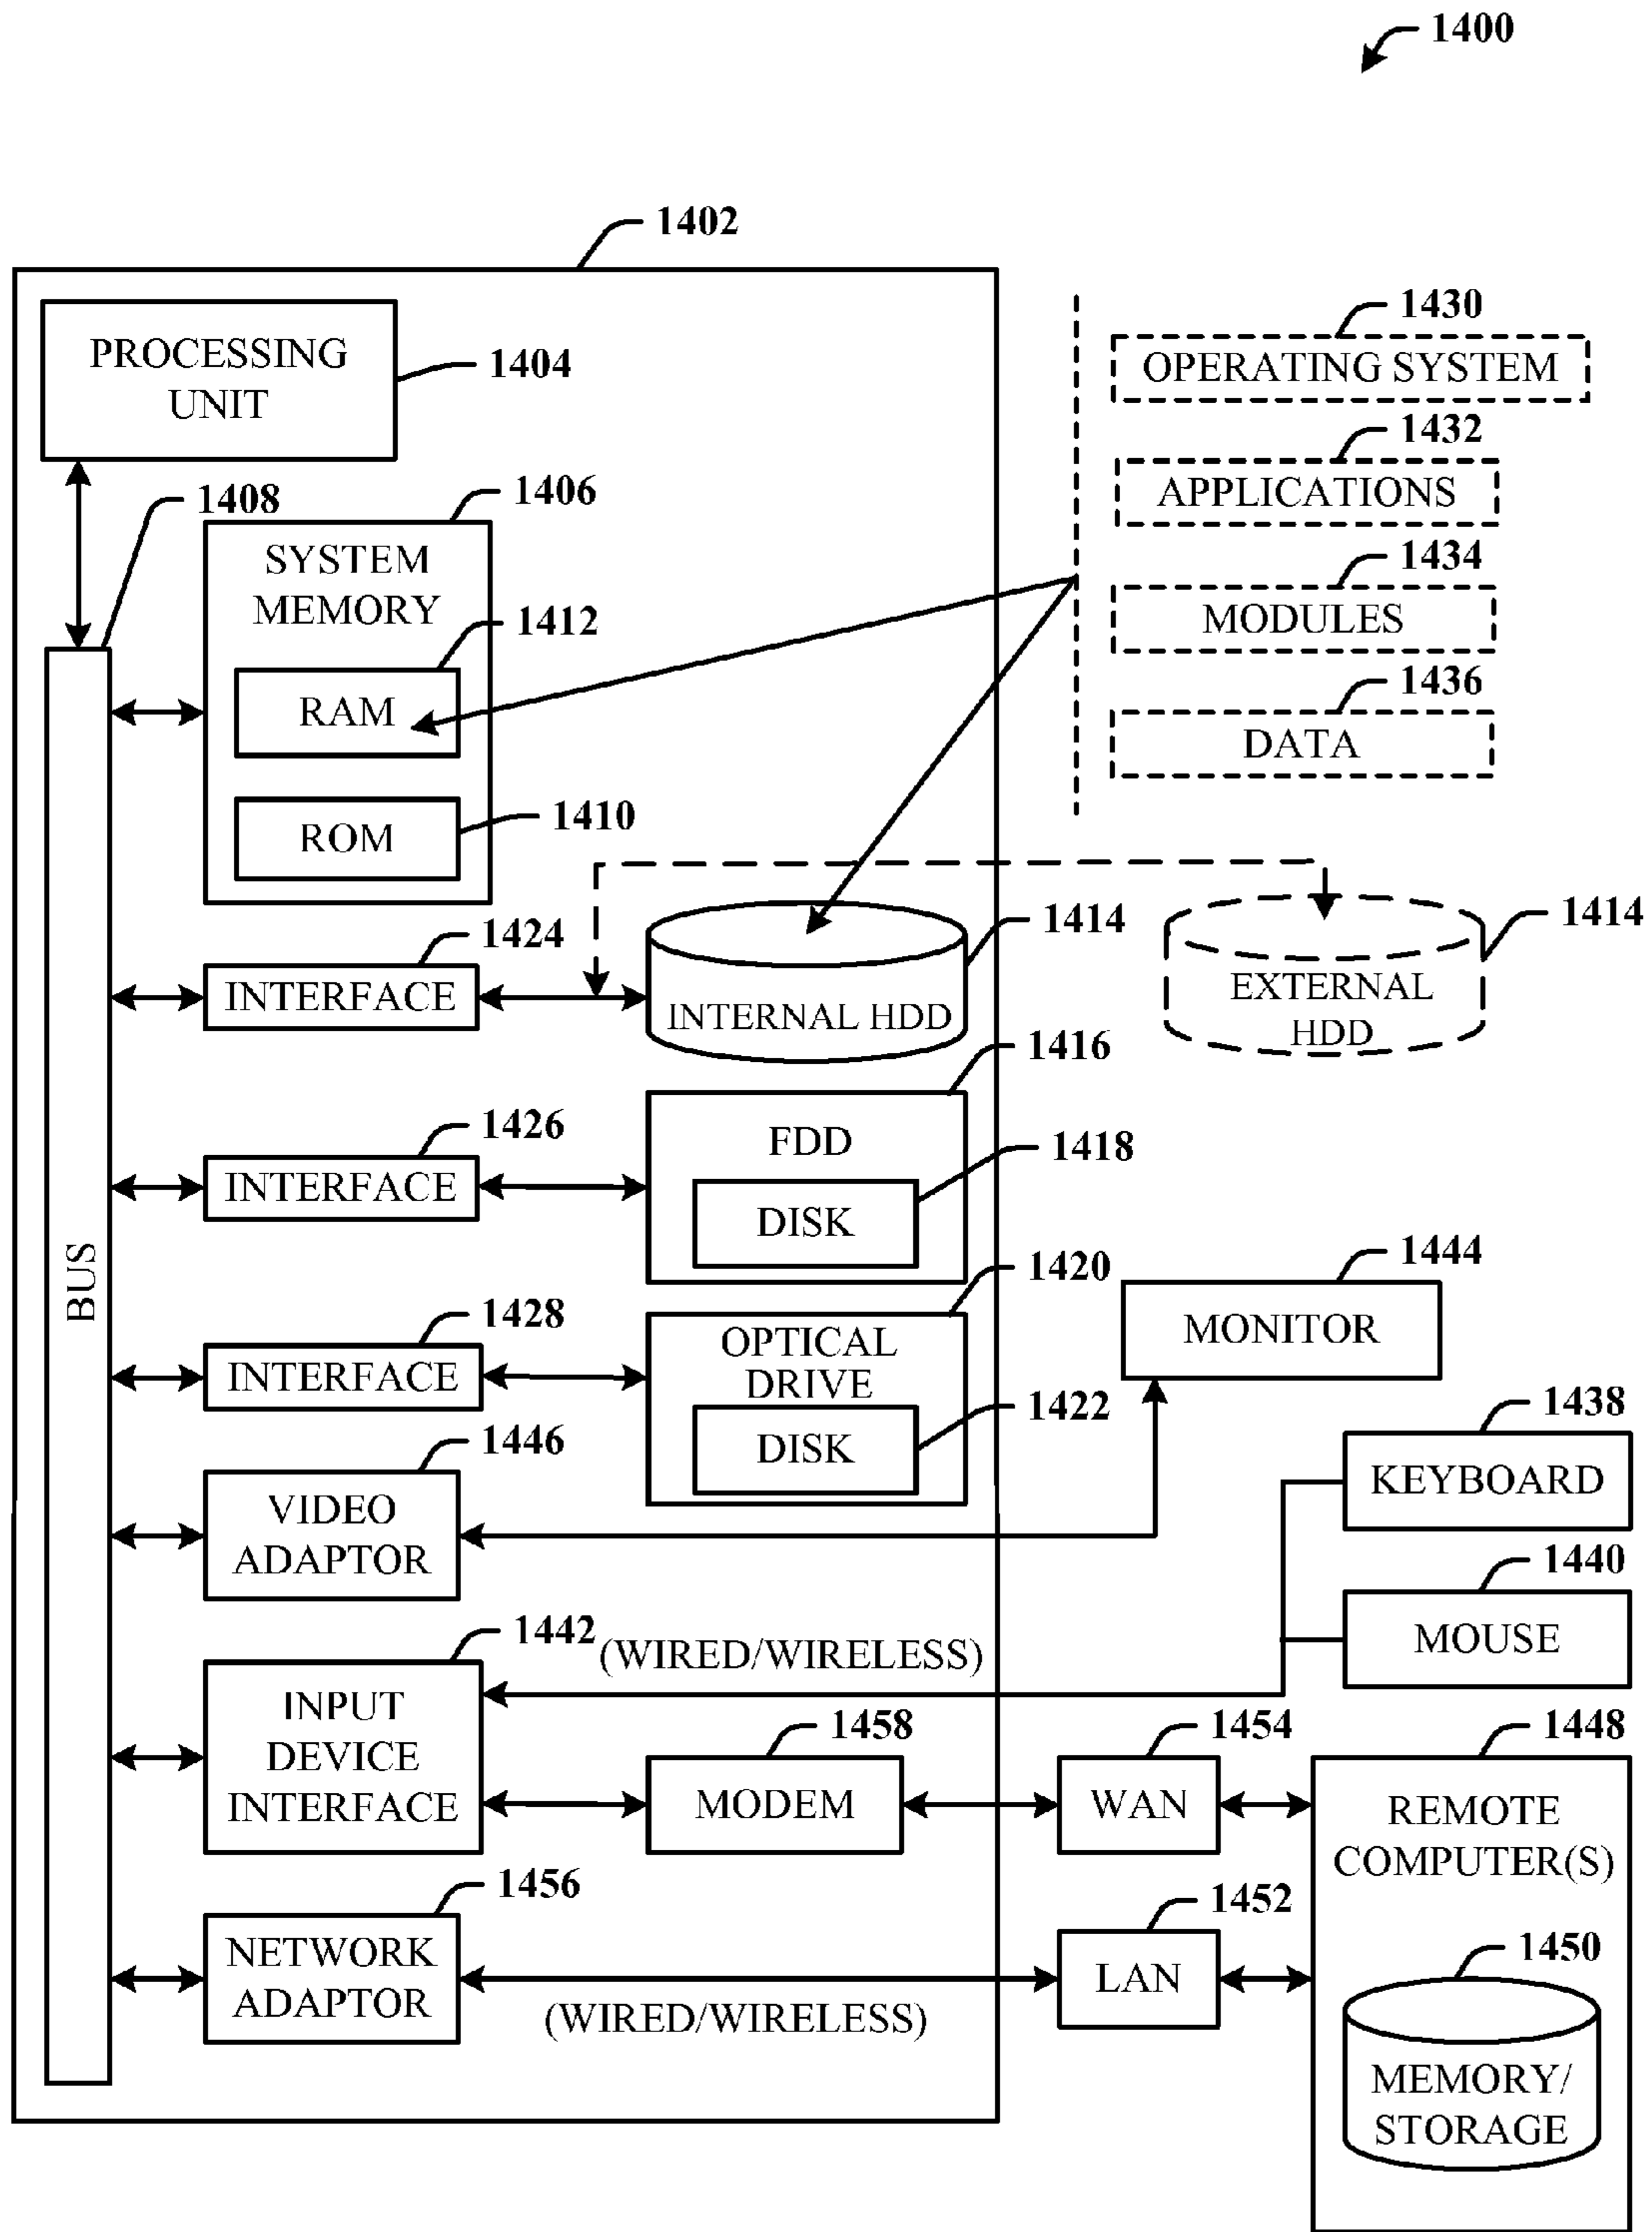 1400
1402
PROCESSING
UNIT
1404
1430
OPERATING SYSTEM
1432
APPLICATIONS
1434
MODULES
1436
DATA
1408
1406
SYSTEM
MEMORY
1412
RAM
1410
ROM
1424
INTERFACE
1414
INTERNAL HDD
1414
EXTERNAL
HDD
1416
FDD
1418
DISK
1426
INTERFACE
BUS
1420
OPTICAL
DRIVE
1422
DISK
1428
INTERFACE
1444
MONITOR
1446
VIDEO
ADAPTOR
1438
KEYBOARD
1440
MOUSE
1442
(WIRED/WIRELESS)
INPUT
DEVICE
INTERFACE
1458
MODEM
1454
WAN
1448
REMOTE
COMPUTER(S)
1456
NETWORK
ADAPTOR
(WIRED/WIRELESS)
1452
LAN
1450
MEMORY/
STORAGE